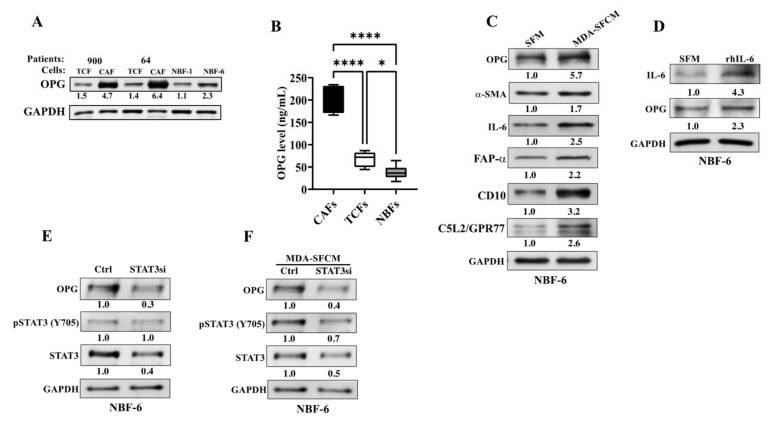 A
Patients: 900 64
Cells: TCF CAF TCF CAF NBF-1 NBF-6
OPG
1.5 4.7 1.4 6.4 1.1 2.3
GAPDH
B
****
**** *
OPG level (ng/mL)
250
200
150
100
50
0
CAFs TCFs NBFs
C
SFM MDA-SFCM
OPG
1.0 5.7
α-SMA
1.0 1.7
IL-6
1.0 2.5
FAP-α
1.0 2.2
CD10
1.0 3.2
C5L2/GPR77
1.0 2.6
GAPDH
NBF-6
D
SFM rhIL-6
IL-6
1.0 4.3
OPG
1.0 2.3
GAPDH
NBF-6
E
Ctrl STAT3si
OPG
1.0 0.3
pSTAT3 (Y705)
1.0 1.0
STAT3
1.0 0.4
GAPDH
NBF-6
F
MDA-SFCM
Ctrl STAT3si
OPG
1.0 0.4
pSTAT3 (Y705)
1.0 0.7
STAT3
1.0 0.5
GAPDH
NBF-6